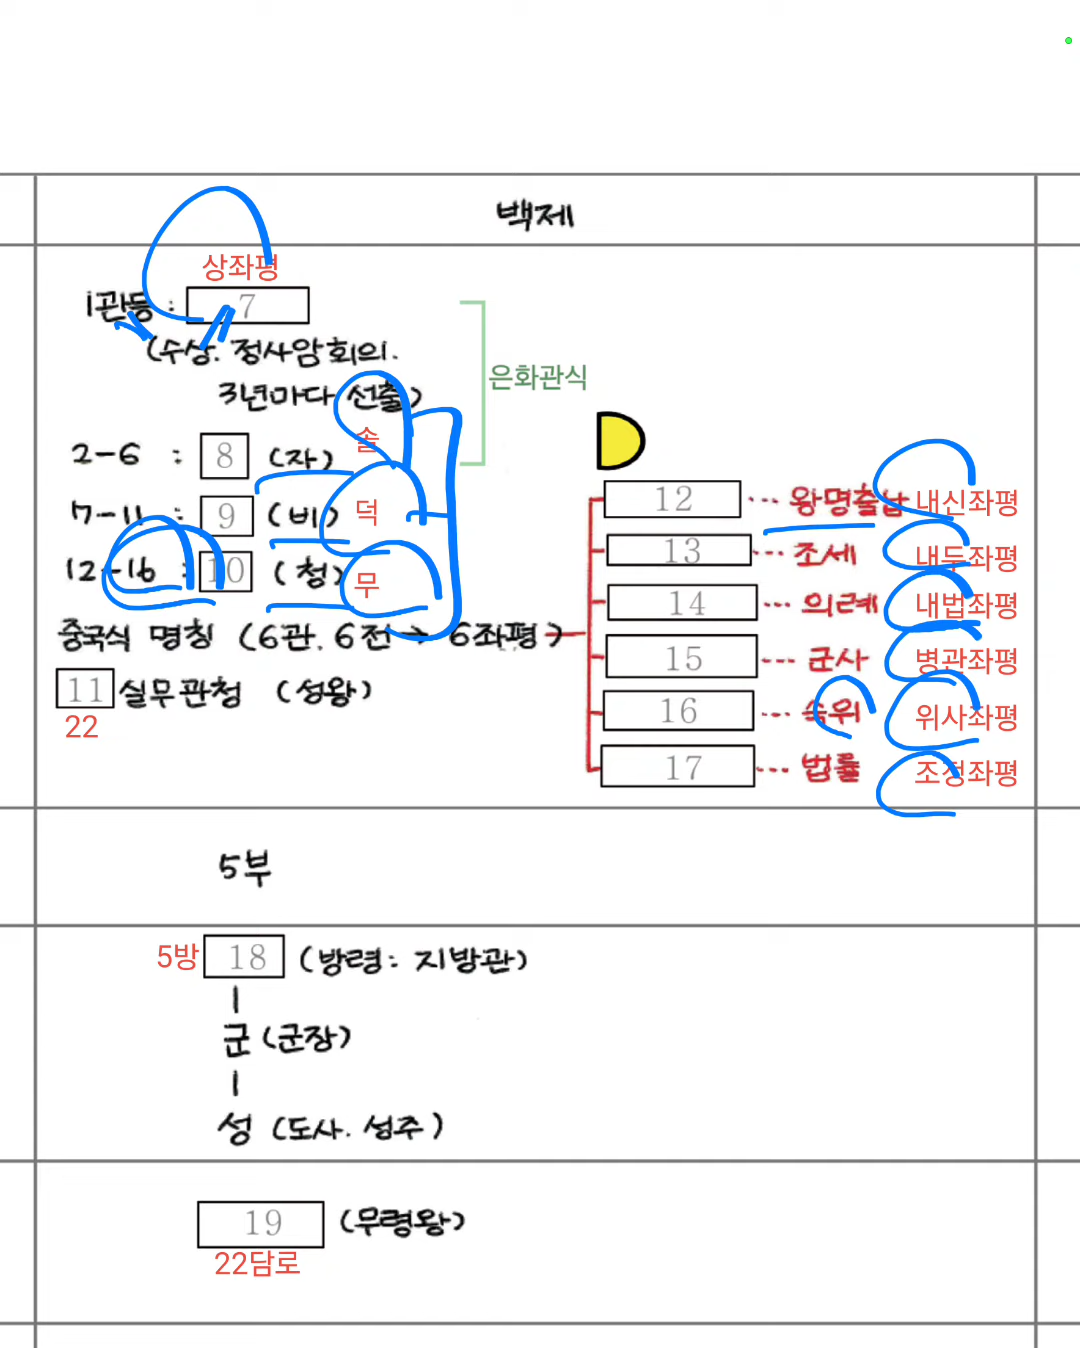 백제
상좌평
1관등 : 7
(수상. 정사암회의.
3년마다 선출)
은화관식
솔
2-6 : 8 (자)
덕
7-11 : 9 (비)
무
12-16 : 10 (청)
중국식 명칭 (6관. 6전 → 6좌평)
11 실무관청 (성왕)
22
12 ... 왕명출납 내신좌평
13 ... 조세 내두좌평
14 ... 의례 내법좌평
15 ... 군사 병관좌평
16 ... 숙위 위사좌평
17 ... 법률 조정좌평
5부
5방 18 (방령: 지방관)
군 (군장)
성 (도사. 성주)
19 (무령왕)
22담로